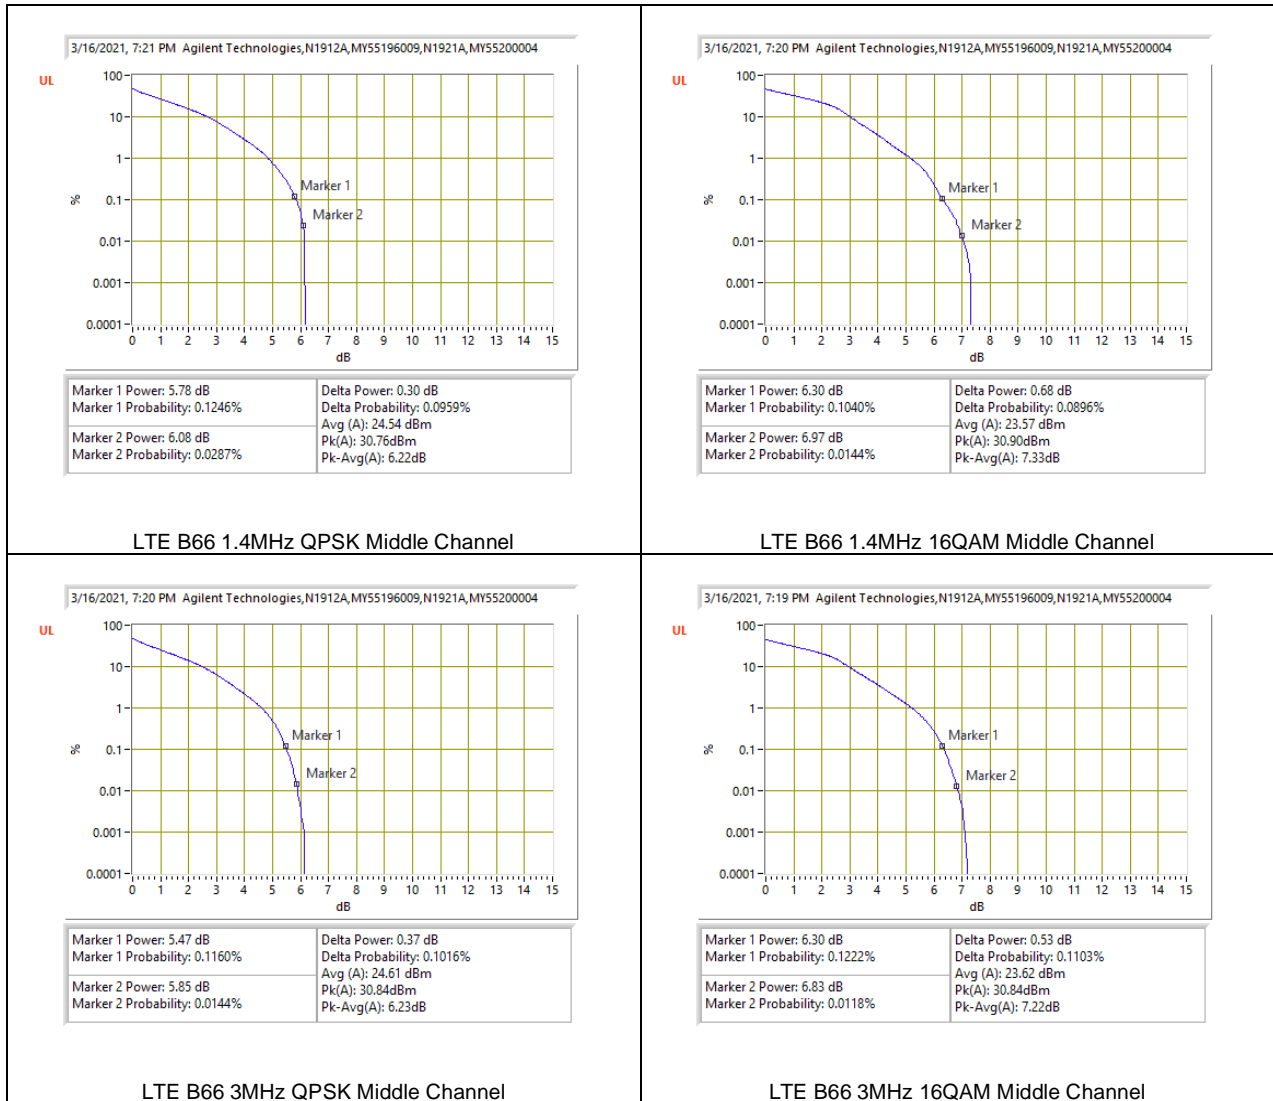 3/16/2021, 7:21 PM Agilent Technologies,N1912A,MY55196009,N1921A,MY55200004
UL
100
10
1
0.1
0.01
0.001
0.0001
%
Marker 1
Marker 2
0 1 2 3 4 5 6 7 8 9 10 11 12 13 14 15
dB
Marker 1 Power: 5.78 dB
Marker 1 Probability: 0.1246%
Marker 2 Power: 6.08 dB
Marker 2 Probability: 0.0287%
Delta Power: 0.30 dB
Delta Probability: 0.0959%
Avg (A): 24.54 dBm
Pk(A): 30.76dBm
Pk-Avg(A): 6.22dB
LTE B66 1.4MHz QPSK Middle Channel
3/16/2021, 7:20 PM Agilent Technologies,N1912A,MY55196009,N1921A,MY55200004
UL
100
10
1
0.1
0.01
0.001
0.0001
%
Marker 1
Marker 2
0 1 2 3 4 5 6 7 8 9 10 11 12 13 14 15
dB
Marker 1 Power: 6.30 dB
Marker 1 Probability: 0.1040%
Marker 2 Power: 6.97 dB
Marker 2 Probability: 0.0144%
Delta Power: 0.68 dB
Delta Probability: 0.0896%
Avg (A): 23.57 dBm
Pk(A): 30.90dBm
Pk-Avg(A): 7.33dB
LTE B66 1.4MHz 16QAM Middle Channel
3/16/2021, 7:20 PM Agilent Technologies,N1912A,MY55196009,N1921A,MY55200004
UL
100
10
1
0.1
0.01
0.001
0.0001
%
Marker 1
Marker 2
0 1 2 3 4 5 6 7 8 9 10 11 12 13 14 15
dB
Marker 1 Power: 5.47 dB
Marker 1 Probability: 0.1160%
Marker 2 Power: 5.85 dB
Marker 2 Probability: 0.0144%
Delta Power: 0.37 dB
Delta Probability: 0.1016%
Avg (A): 24.61 dBm
Pk(A): 30.84dBm
Pk-Avg(A): 6.23dB
LTE B66 3MHz QPSK Middle Channel
3/16/2021, 7:19 PM Agilent Technologies,N1912A,MY55196009,N1921A,MY55200004
UL
100
10
1
0.1
0.01
0.001
0.0001
%
Marker 1
Marker 2
0 1 2 3 4 5 6 7 8 9 10 11 12 13 14 15
dB
Marker 1 Power: 6.30 dB
Marker 1 Probability: 0.1222%
Marker 2 Power: 6.83 dB
Marker 2 Probability: 0.0118%
Delta Power: 0.53 dB
Delta Probability: 0.1103%
Avg (A): 23.62 dBm
Pk(A): 30.84dBm
Pk-Avg(A): 7.22dB
LTE B66 3MHz 16QAM Middle Channel